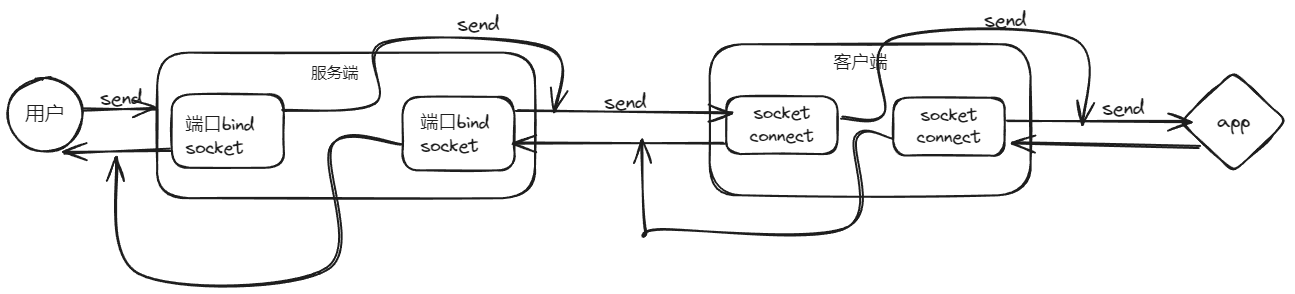 用户
send
服务端
端口bind
socket
send
端口bind
socket
send
客户端
socket
connect
send
socket
connect
send
app